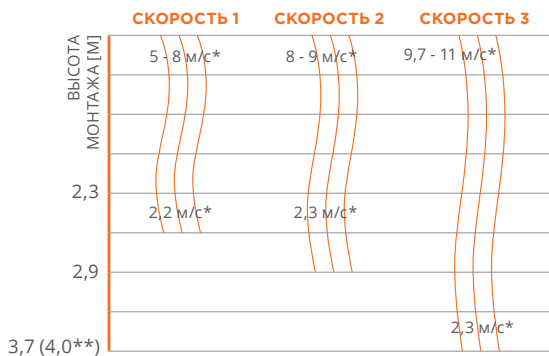 СКОРОСТЬ 1 СКОРОСТЬ 2 СКОРОСТЬ 3
ВЫСОТА
МОНТАЖА [М]
5 - 8 м/с* 8 - 9 м/с* 9,7 - 11 м/с*
2,3
2,2 м/с* 2,3 м/с*
2,9
2,3 м/с*
3,7 (4,0**)